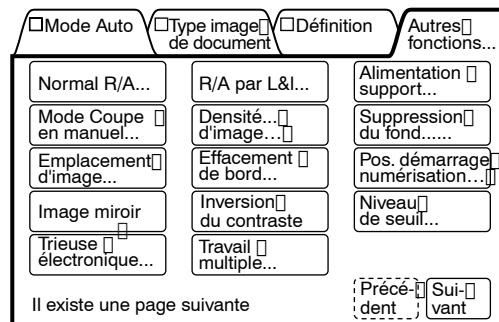 Mode Auto
Type image
de document
Définition
Autres
fonctions...
Normal R/A...
R/A par L&I...
Alimentation
support...
Mode Coupe
en manuel...
Densité...
d'image...
Suppression
du fond......
Emplacement
d'image...
Effacement
de bord...
Pos. démarrage
numérisation...
Image miroir
Inversion
du contraste
Niveau
de seuil...
Trieuse
électronique...
Travail
multiple...
Il existe une page suivante
Précé-
dent
Sui-
vant